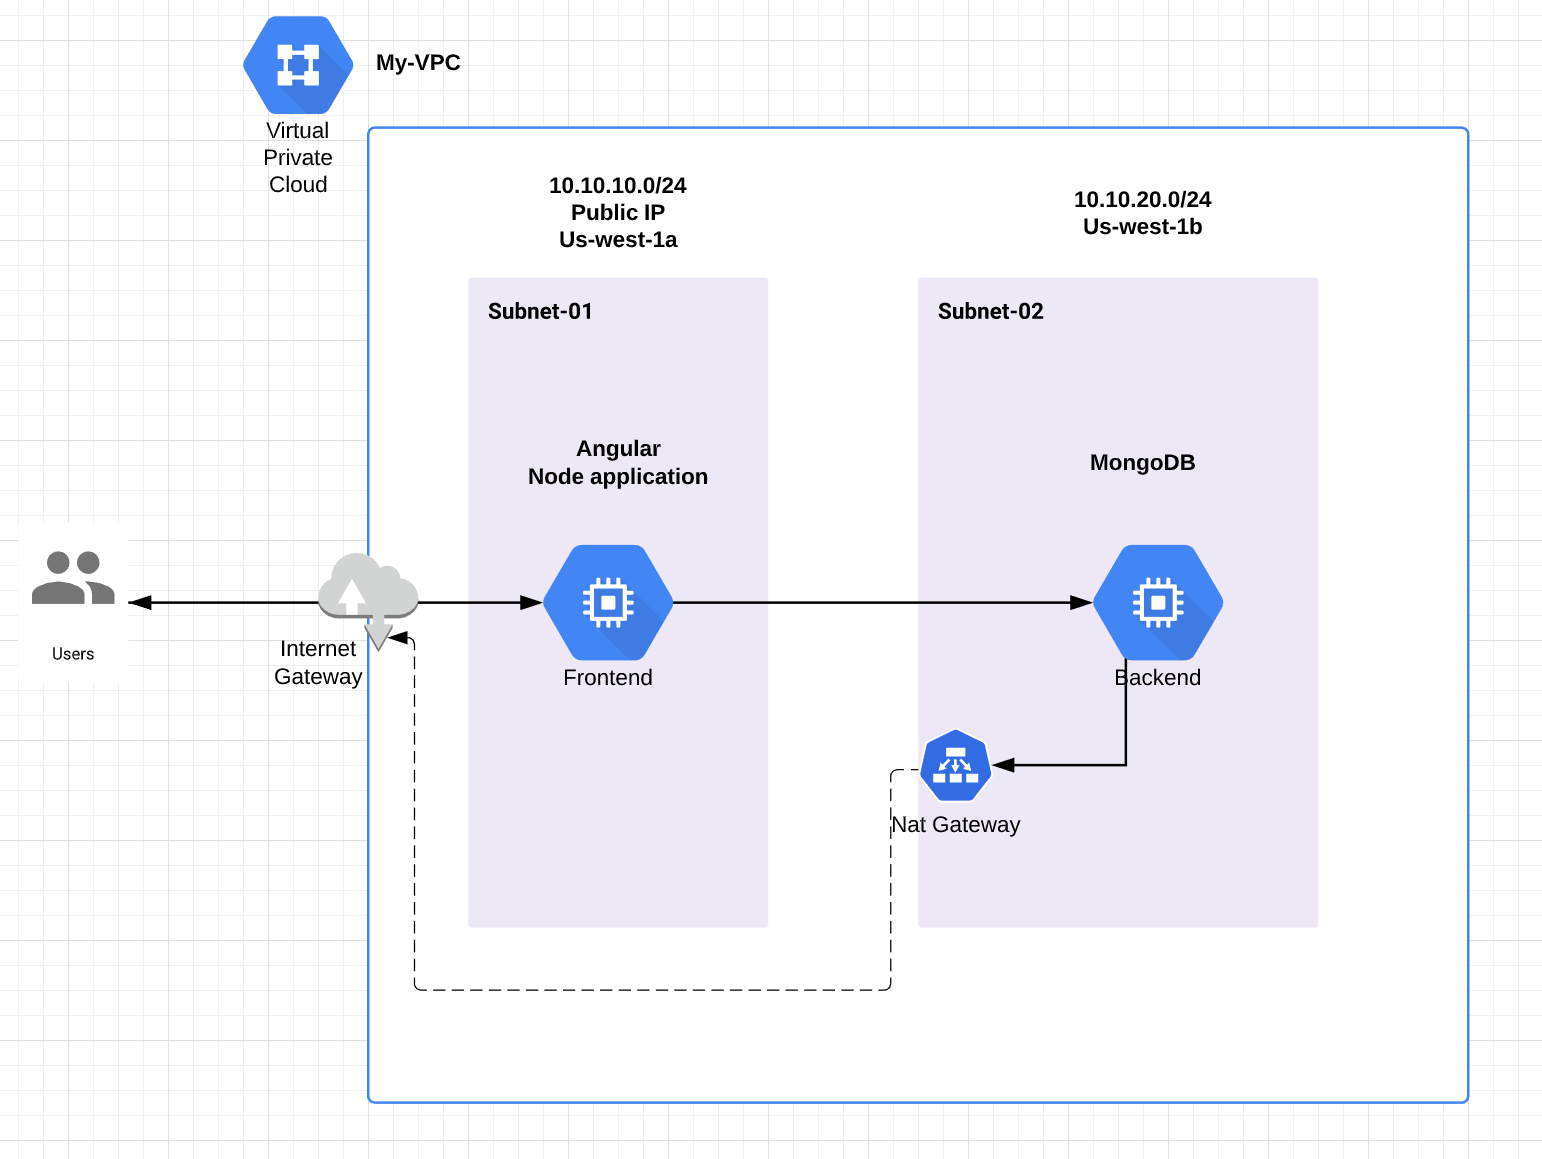 My-VPC
Virtual
Private
Cloud
10.10.10.0/24
Public IP
Us-west-1a
10.10.20.0/24
Us-west-1b
Subnet-01
Subnet-02
Angular
Node application
MongoDB
Users
Internet
Gateway
Frontend
Backend
Nat Gateway